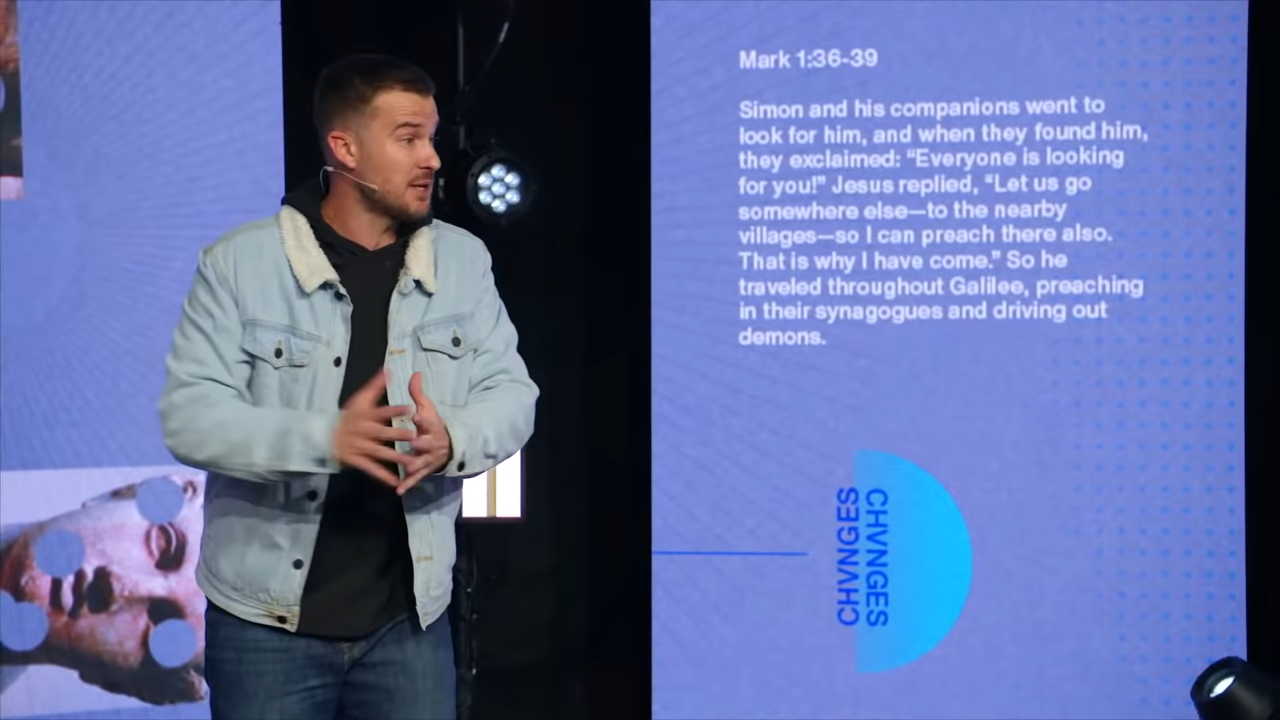 Mark 1:36-39
Simon and his companions went to
look for him, and when they found him,
they exclaimed: “Everyone is looking
for you!” Jesus replied, “Let us go
somewhere else—to the nearby
villages—so I can preach there also.
That is why I have come.” So he
traveled throughout Galilee, preaching
in their synagogues and driving out
demons.
CHVNGES
CHVNGES